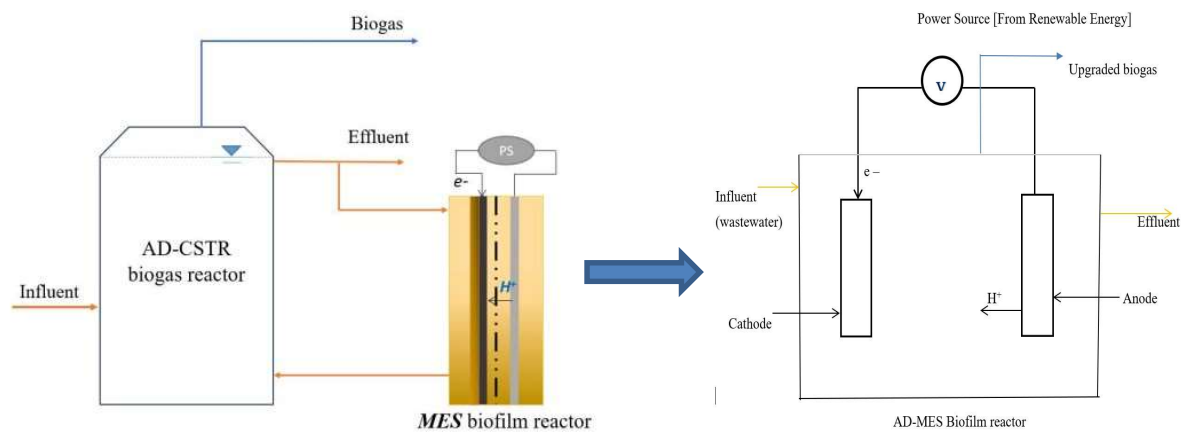 Biogas
Effluent
PS
e-
AD-CSTR
biogas reactor
H+
Influent
MES biofilm reactor
Power Source [From Renewable Energy]
V
Upgraded biogas
e –
Influent
(wastewater)
Effluent
H+
Anode
Cathode
AD-MES Biofilm reactor